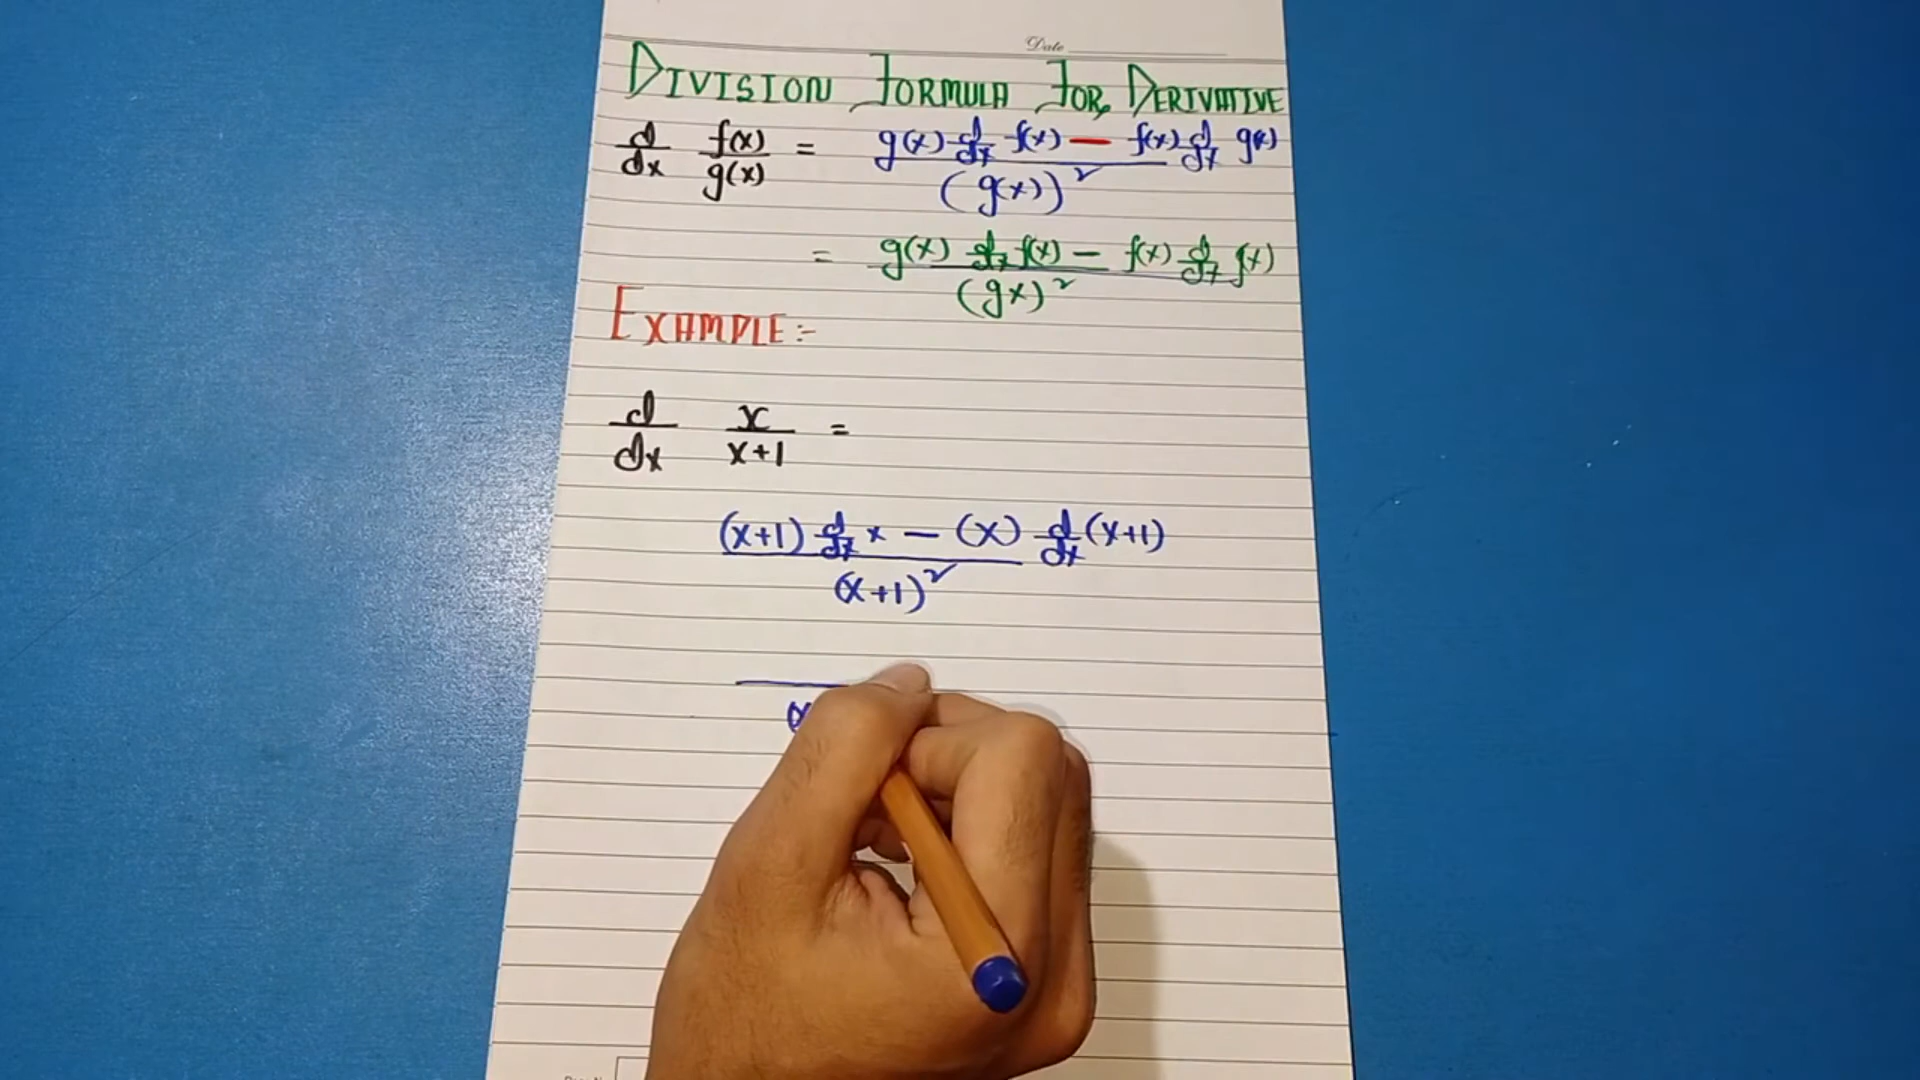 Date
DIVISION FORMULA FOR DERIVATIVE
d/dx f(x)/g(x) = g(x) d/dx f(x) — f(x) d/dx g(x) / (g(x))²
= g(x) d/dx f(x) — f(x) d/dx f(x) / (gx)²
EXAMPLE:-
d/dx x/x+1 =
(x+1) d/dx x — (x) d/dx (x+1) / (x+1)²
(x